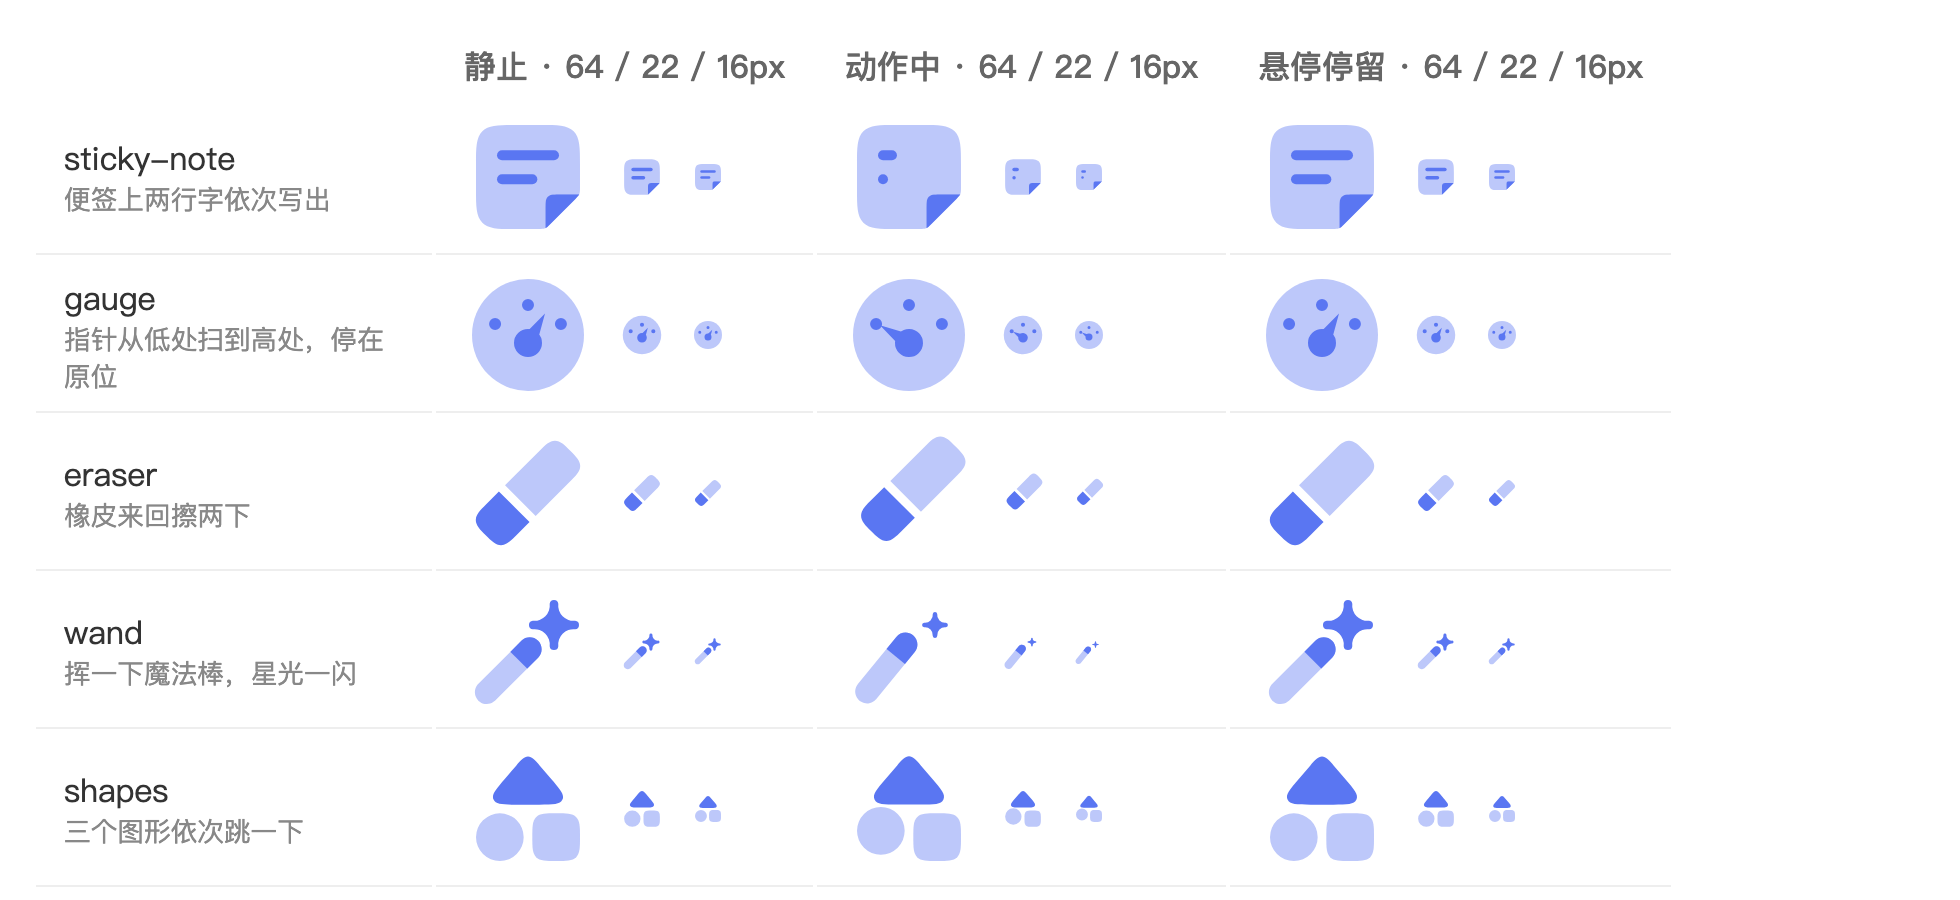 静止 · 64 / 22 / 16px
动作中 · 64 / 22 / 16px
悬停停留 · 64 / 22 / 16px
sticky-note
便签上两行字依次写出
gauge
指针从低处扫到高处，停在
原位
eraser
橡皮来回擦两下
wand
挥一下魔法棒，星光一闪
shapes
三个图形依次跳一下